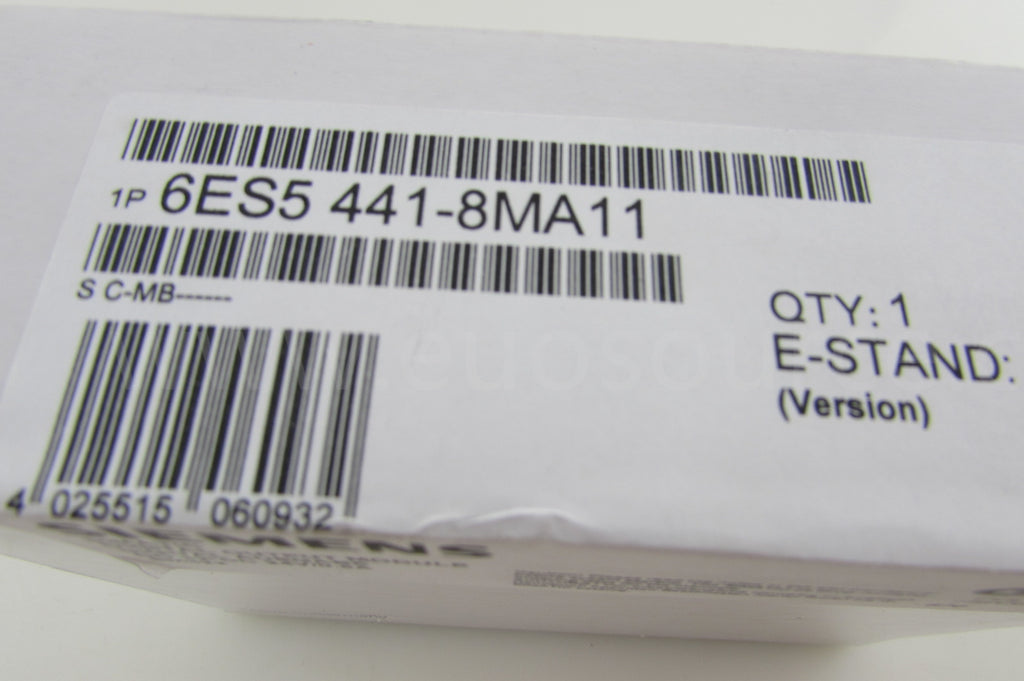 1P 6ES5 441-8MA11
S C-MB------
QTY: 1
E-STAND:
(Version)
4 025515 060932
SIEMENS